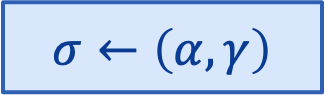 σ ← (α, γ)